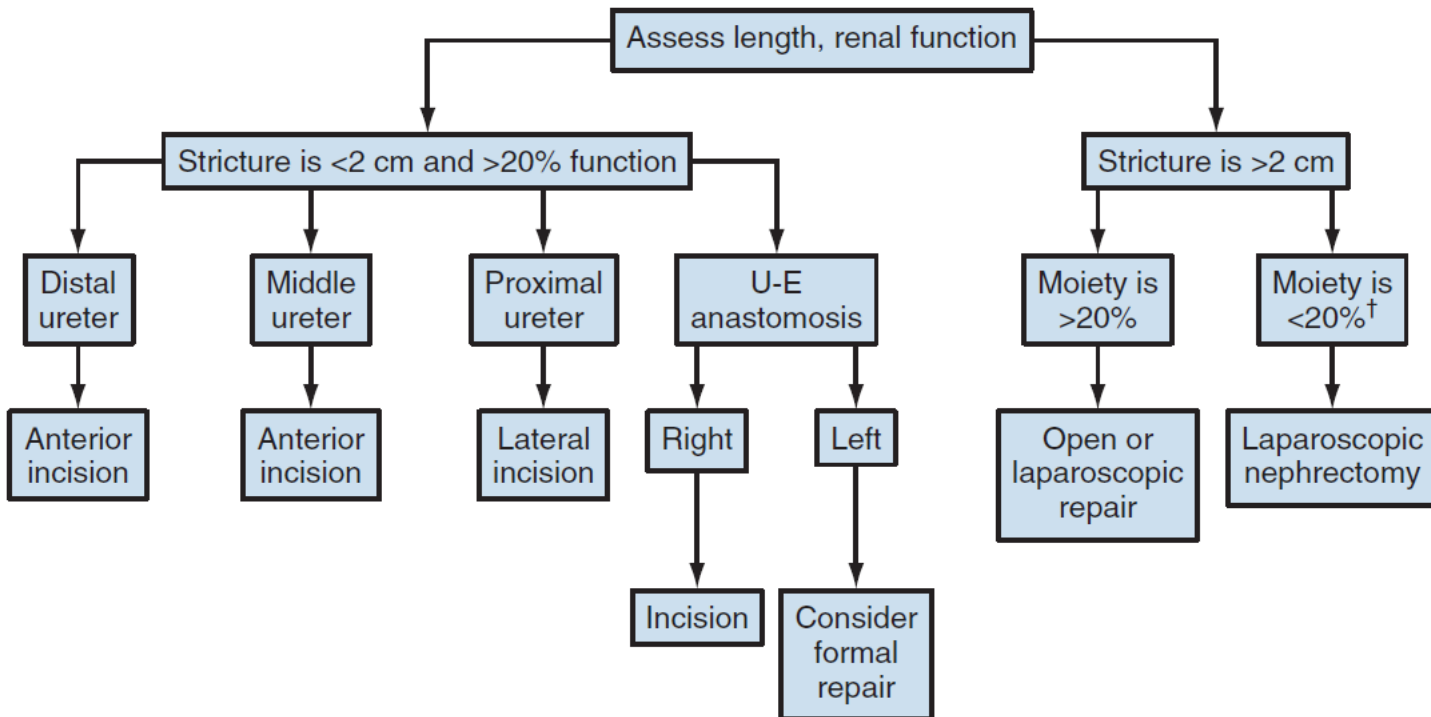 Assess length, renal function
Stricture is <2 cm and >20% function
Stricture is >2 cm
Distal
ureter
Middle
ureter
Proximal
ureter
U-E
anastomosis
Moiety is
>20%
Moiety is
<20%†
Anterior
incision
Anterior
incision
Lateral
incision
Right
Left
Open or
laparoscopic
repair
Laparoscopic
nephrectomy
Incision
Consider
formal
repair